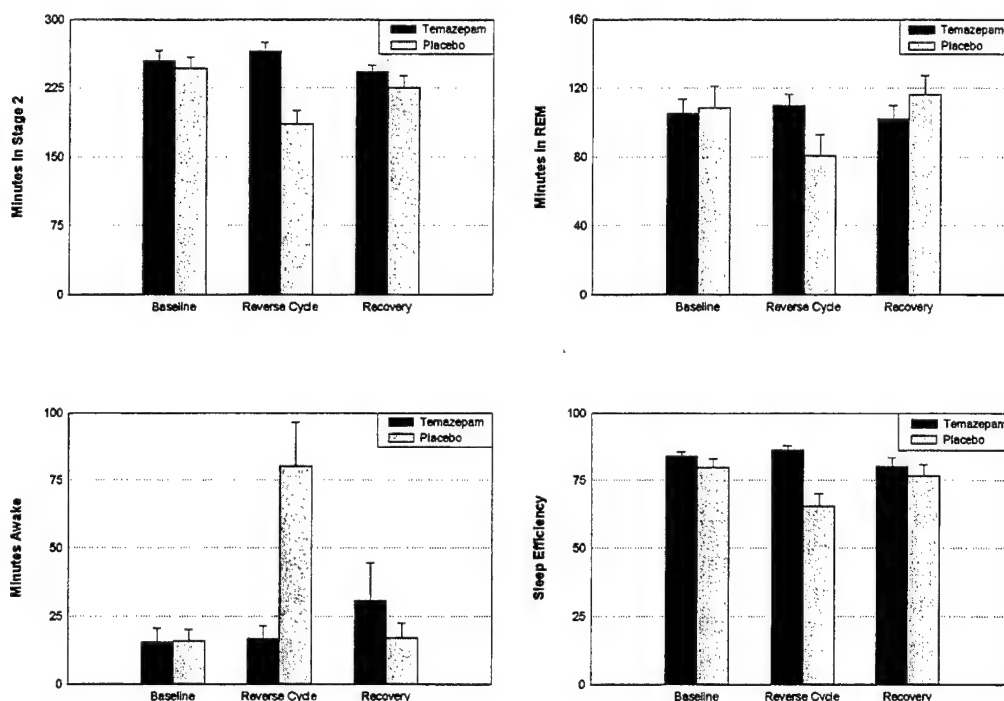 Minutes In Stage 2
300
225
150
75
0
Temazepam
Placebo
Baseline Reverse Cycle Recovery
Minutes In REM
160
120
80
40
0
Temazepam
Placebo
Baseline Reverse Cycle Recovery
Minutes Awake
100
75
50
25
0
Temazepam
Placebo
Baseline Reverse Cycle Recovery
Sleep Efficiency
100
75
50
25
0
Temazepam
Placebo
Baseline Reverse Cycle Recovery